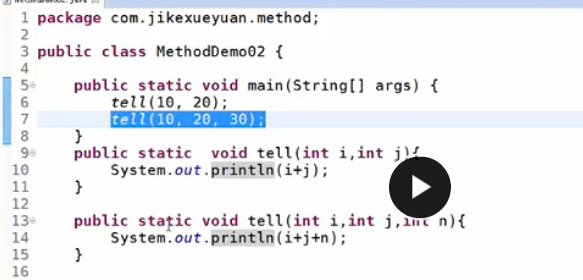 1 package com.jikexueyuan.method;
2
3 public class MethodDemo02 {
4
5 public static void main(String[] args) {
6 tell(10, 20);
7 tell(10, 20, 30);
8 }
9 public static  void tell(int i,int j){
10 System.out.println(i+j);
11 }
12
13 public static void tell(int i,int j,int n){
14 System.out.println(i+j+n);
15 }
16